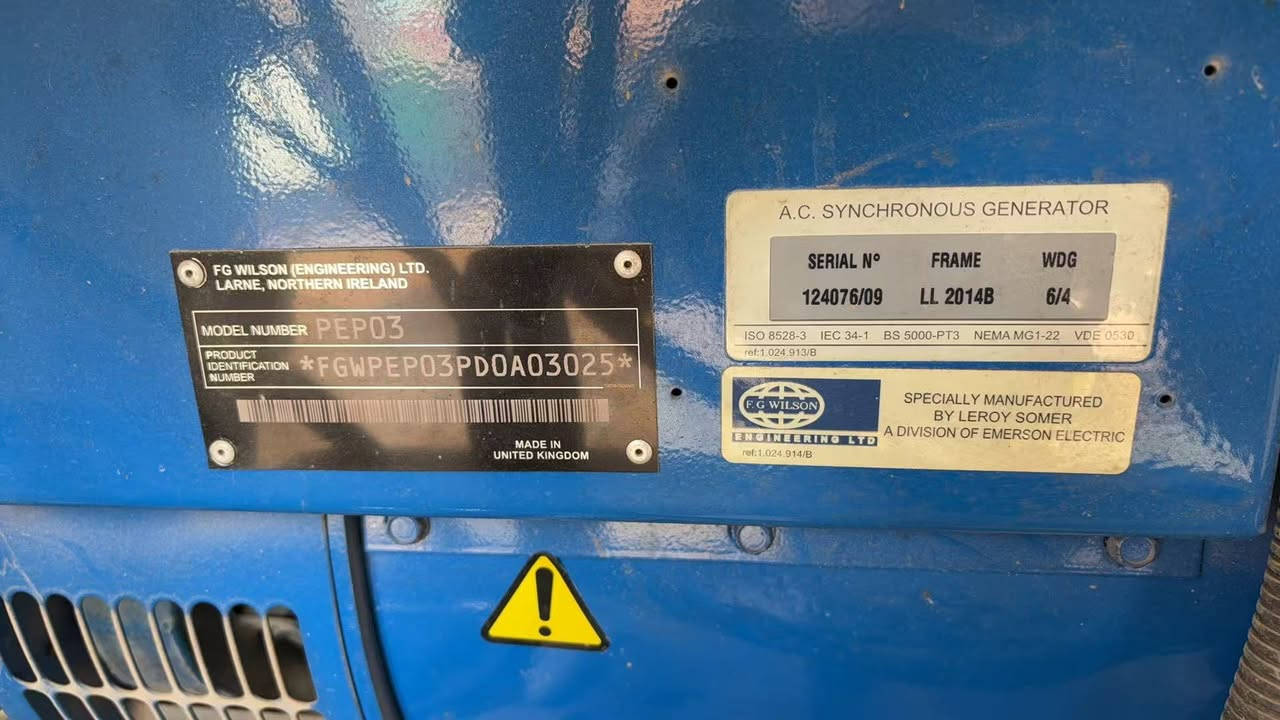 FG WILSON (ENGINEERING) LTD.
LARNE, NORTHERN IRELAND
MODEL NUMBER PEP03
PRODUCT
IDENTIFICATION
NUMBER
*FGWPEP03PD0A03025*
MADE IN
UNITED KINGDOM
A.C. SYNCHRONOUS GENERATOR
SERIAL Nº FRAME WDG
124076/09 LL 2014B 6/4
ISO 8528-3 IEC 34-1 BS 5000-PT3 NEMA MG1-22 VDE 0530
ref:1.024.913/B
F.G WILSON
ENGINEERING LTD
ref:1.024.914/B
SPECIALLY MANUFACTURED
BY LEROY SOMER
A DIVISION OF EMERSON ELECTRIC
!